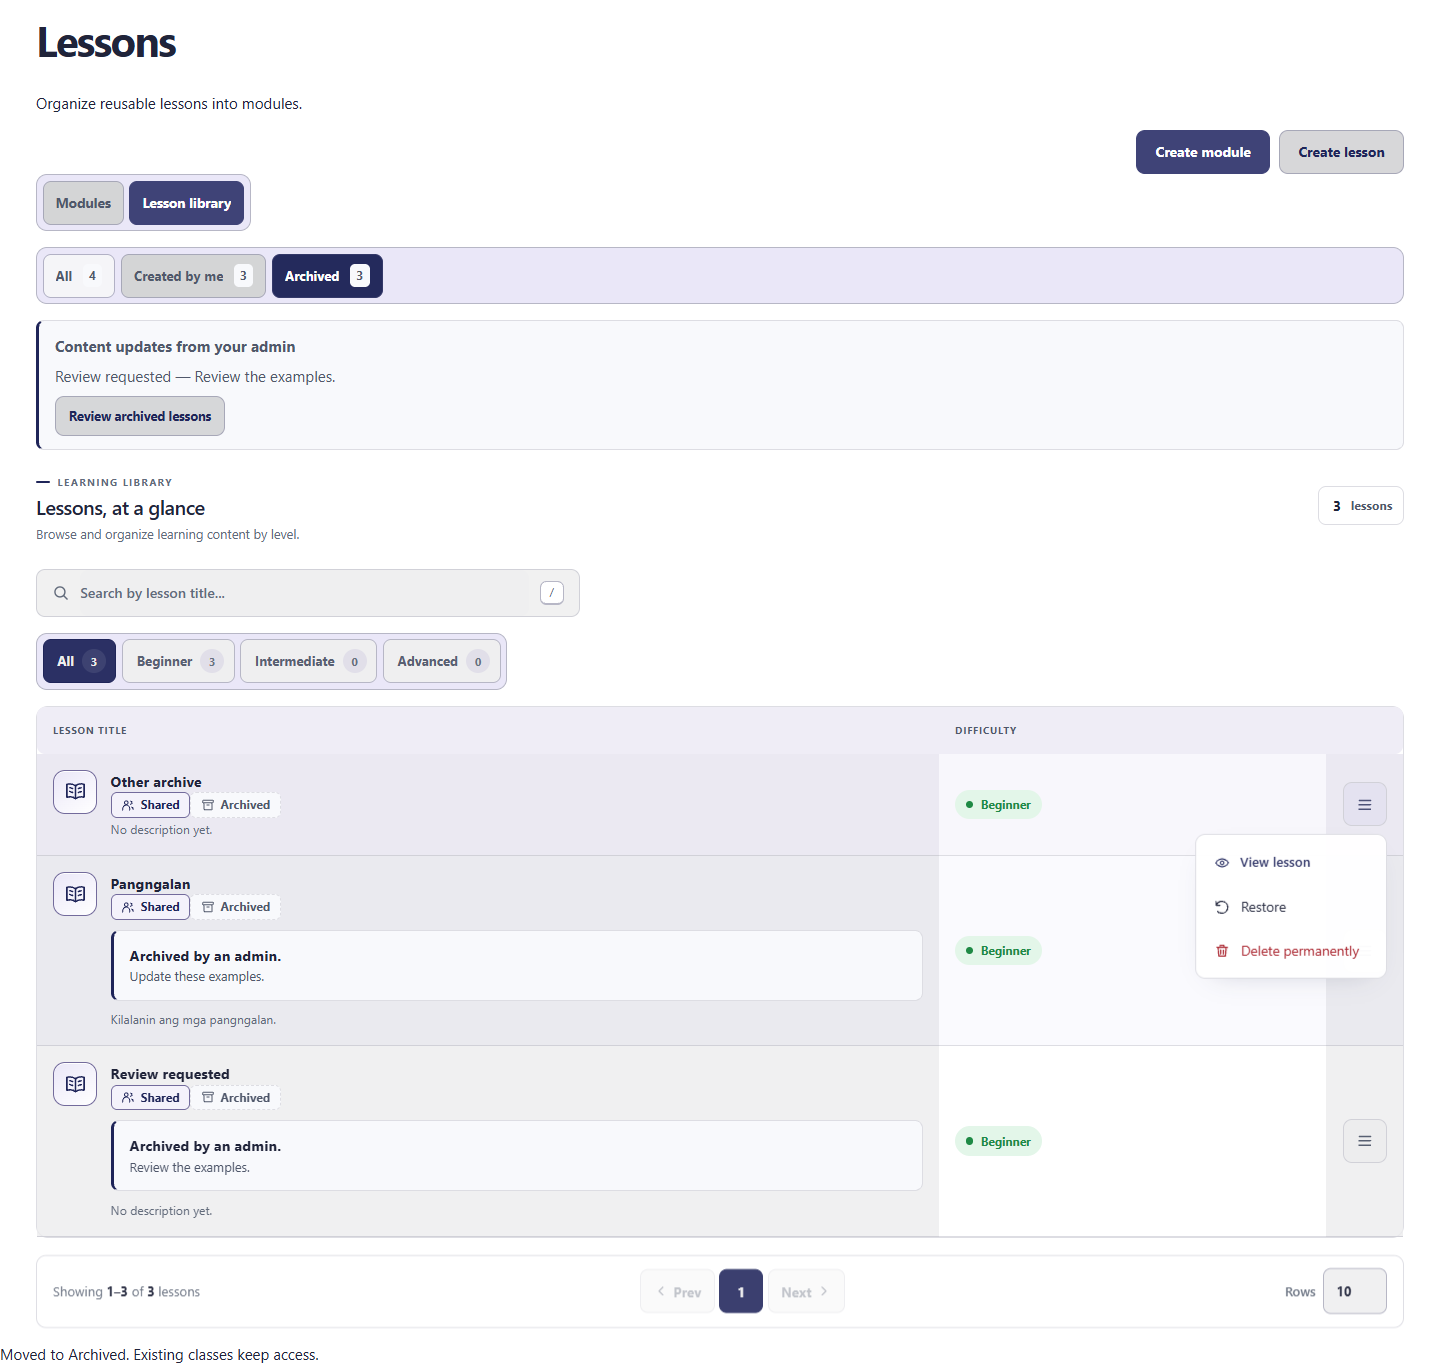 Lessons
Organize reusable lessons into modules.
Create module
Create lesson
Modules
Lesson library
All 4
Created by me 3
Archived 3
Content updates from your admin
Review requested — Review the examples.
Review archived lessons
LEARNING LIBRARY
Lessons, at a glance
Browse and organize learning content by level.
3 lessons
Search by lesson title...
/
All 3
Beginner 3
Intermediate 0
Advanced 0
LESSON TITLE
DIFFICULTY
Other archive
Shared
Archived
No description yet.
Beginner
View lesson
Restore
Delete permanently
Pangngalan
Shared
Archived
Archived by an admin.
Update these examples.
Kilalanin ang mga pangngalan.
Beginner
Review requested
Shared
Archived
Archived by an admin.
Review the examples.
No description yet.
Beginner
Showing 1–3 of 3 lessons
Prev
1
Next
Rows
10
Moved to Archived. Existing classes keep access.